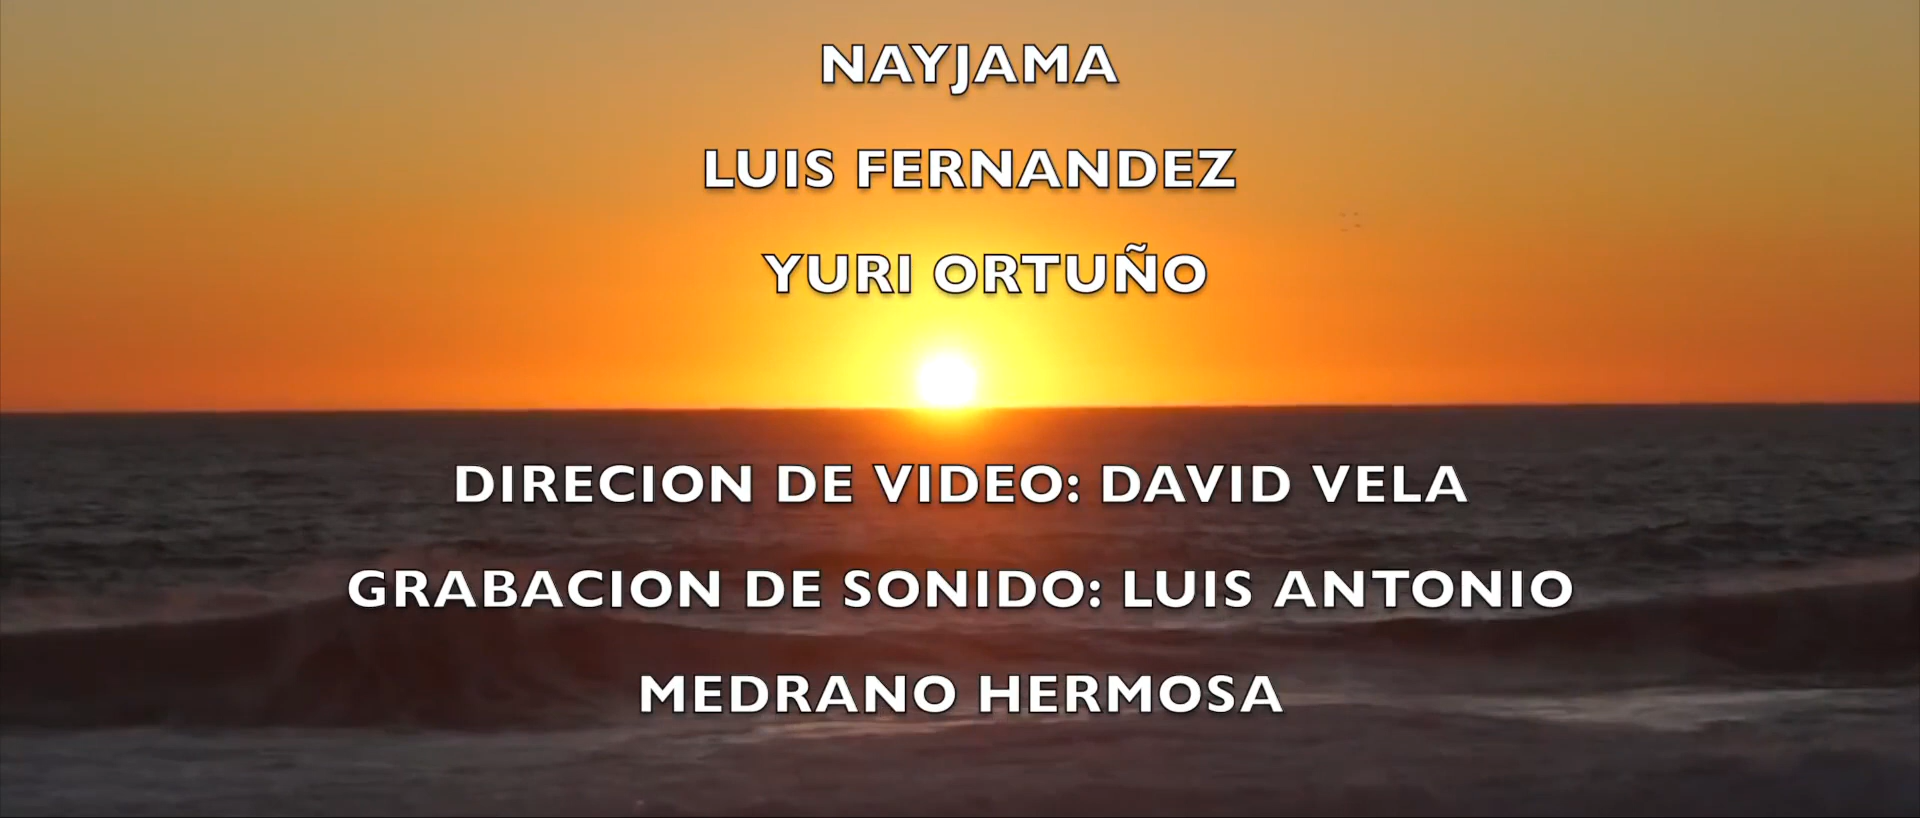 NAYJAMA
LUIS FERNANDEZ
YURI ORTUÑO
DIRECION DE VIDEO: DAVID VELA
GRABACION DE SONIDO: LUIS ANTONIO
MEDRANO HERMOSA